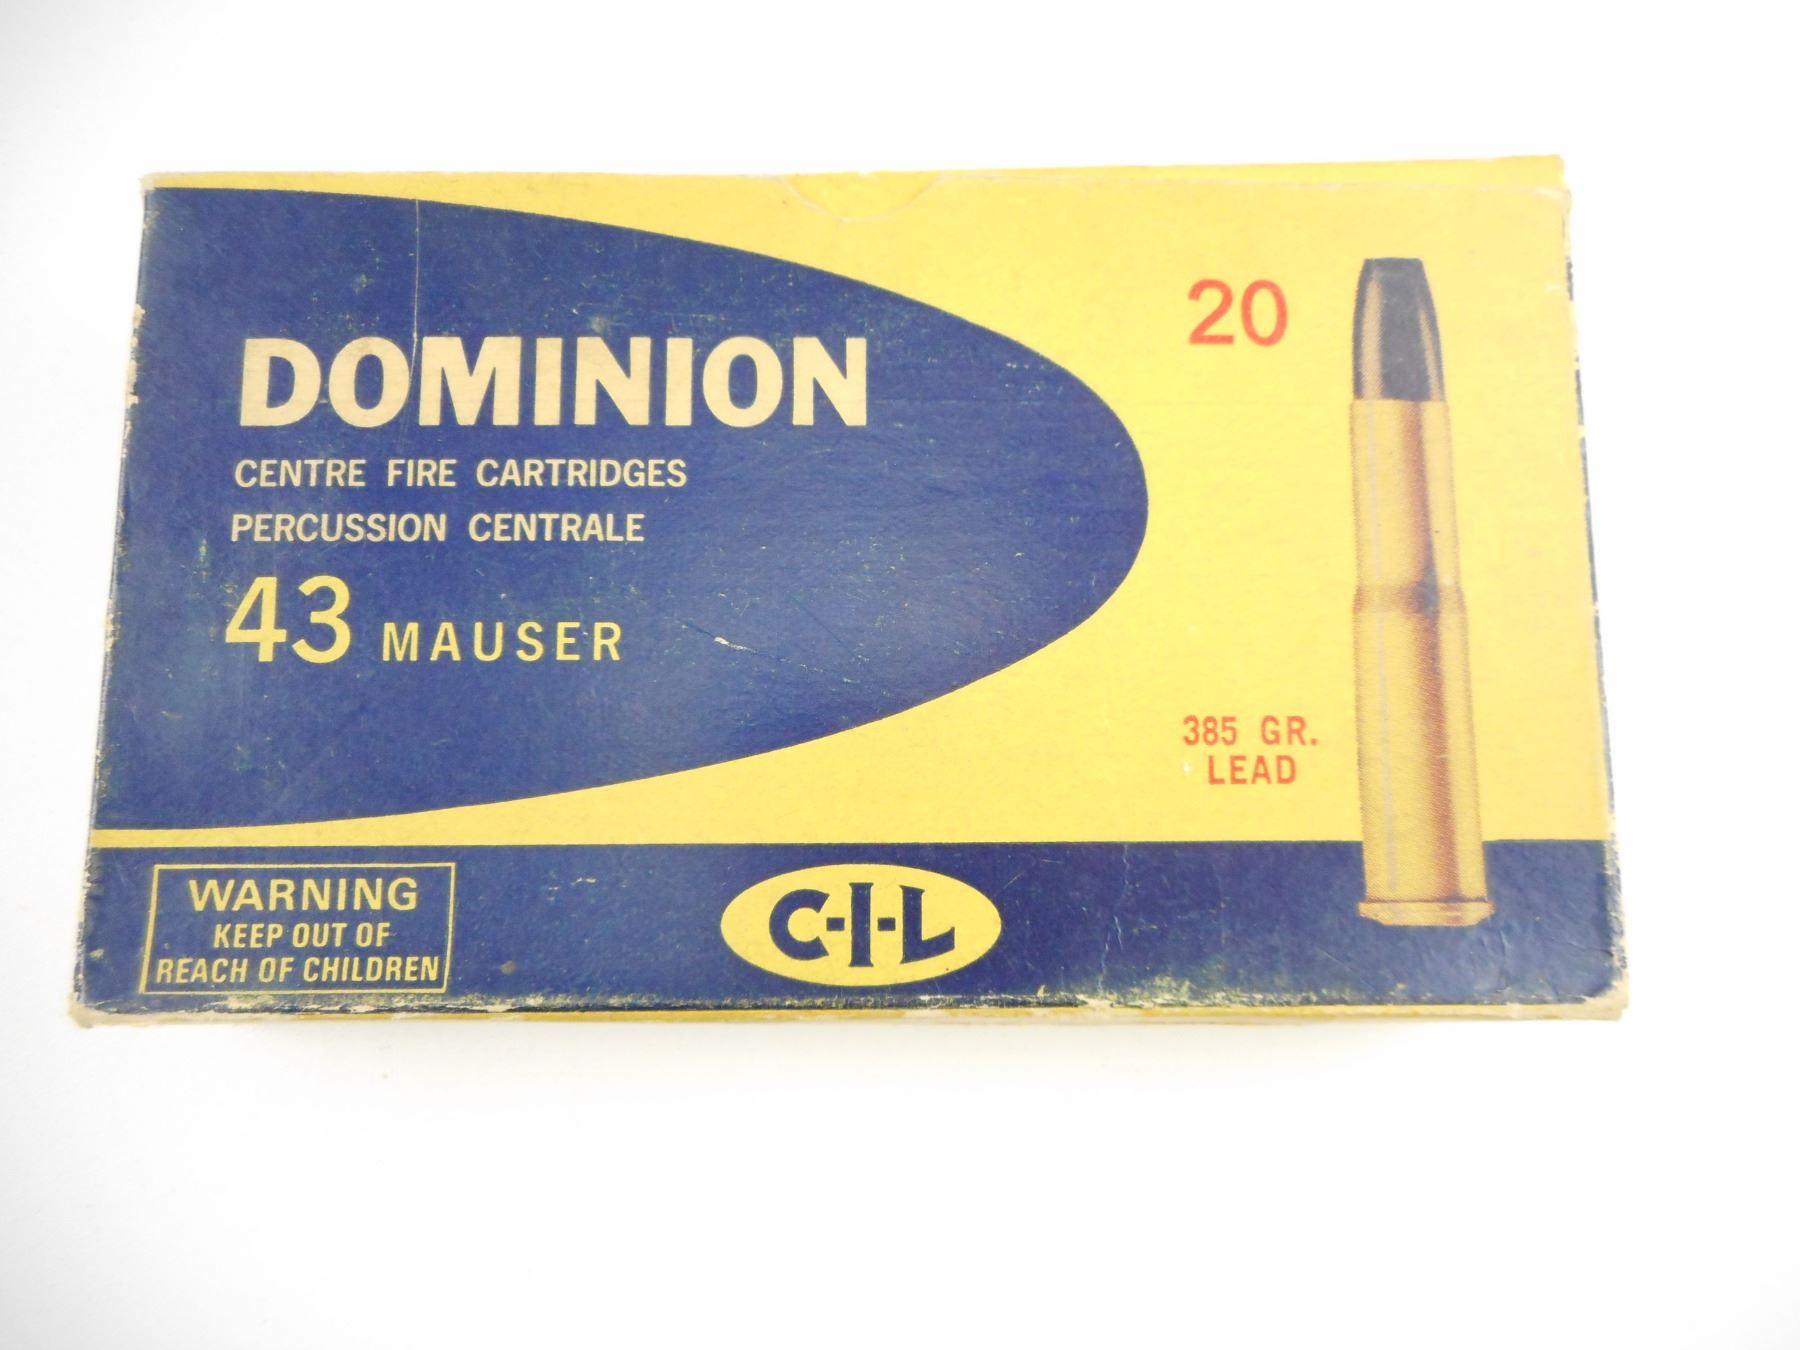 DOMINION
CENTRE FIRE CARTRIDGES
PERCUSSION CENTRALE
43 MAUSER
20
385 GR.
LEAD
WARNING
KEEP OUT OF
REACH OF CHILDREN
C-I-L